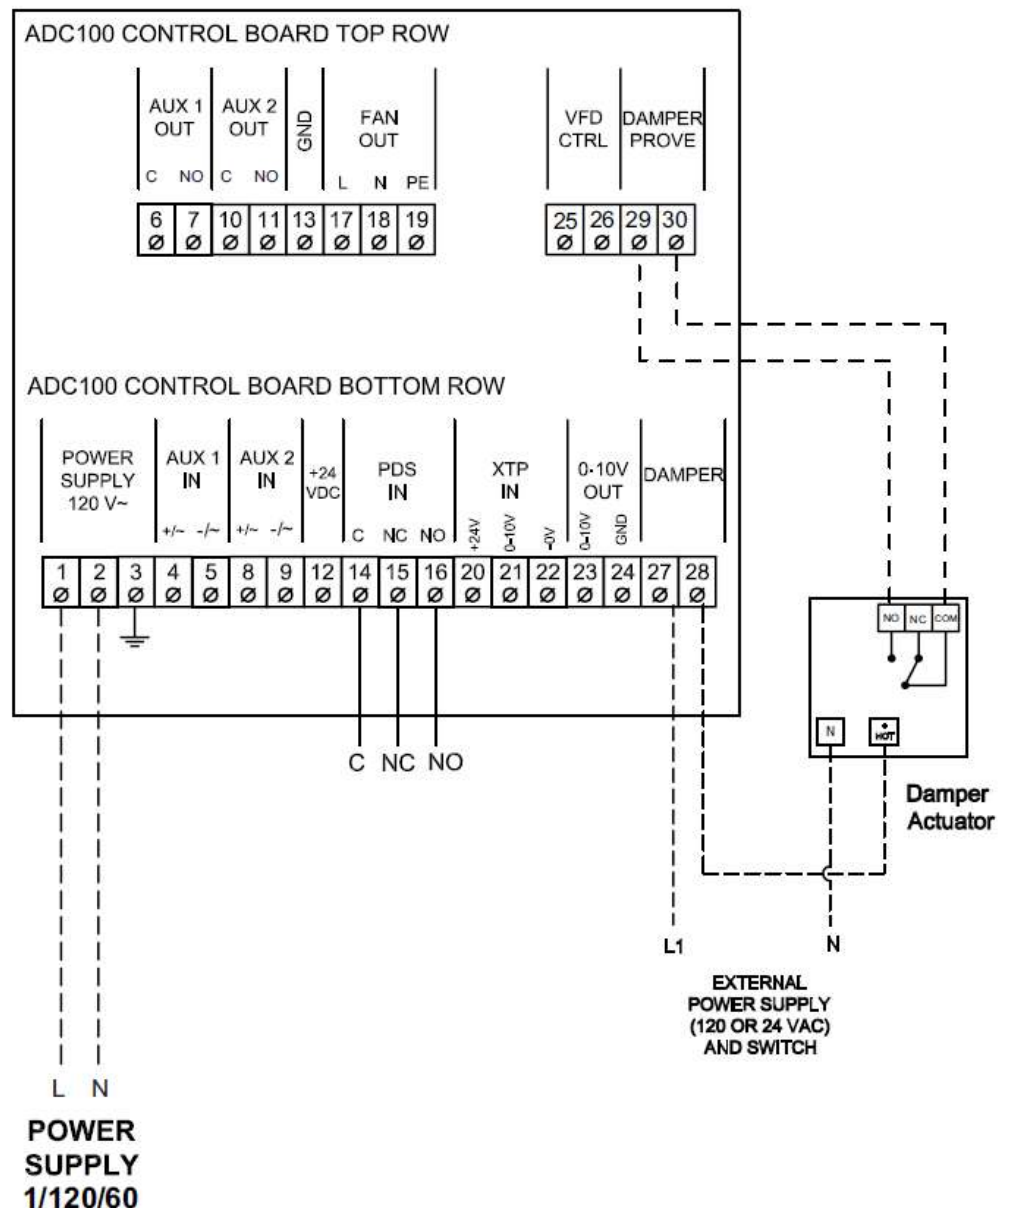 ADC100 CONTROL BOARD TOP ROW
AUX 1 AUX 2 GND FAN VFD DAMPER
OUT OUT OUT CTRL PROVE
C NO C NO L N PE
6 7 10 11 13 17 18 19 25 26 29 30
ADC100 CONTROL BOARD BOTTOM ROW
POWER AUX 1 AUX 2 +24 PDS XTP 0-10V DAMPER
SUPPLY IN IN VDC IN IN OUT
120 V~
+/~ -/~ +/~ -/~ C NC NO +24V 0-10V -0V 0-10V GND
1 2 3 4 5 8 9 12 14 15 16 20 21 22 23 24 27 28
NO NC COM
N HOT
C NC NO
Damper
Actuator
L1 N
EXTERNAL
POWER SUPPLY
(120 OR 24 VAC)
AND SWITCH
L N
POWER
SUPPLY
1/120/60